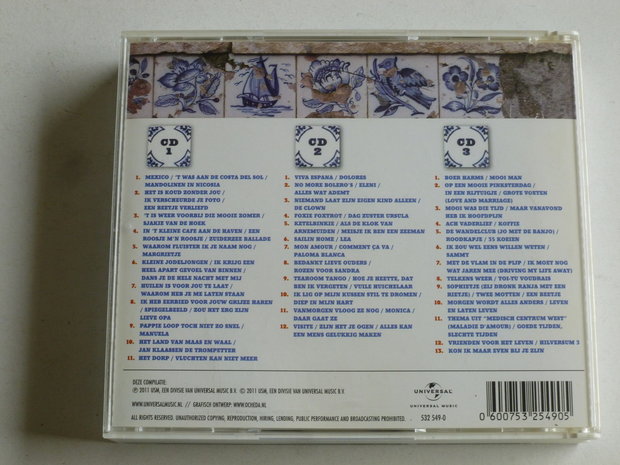 CD
1
1. MEXICO / 'T WAS AAN DE COSTA DEL SOL /
MANDOLINEN IN NICOSIA
2. HET IS KOUD ZONDER JOU /
IK VERSCHEURDE JE FOTO /
EEN BEETJE VERLIEFD
3. 'T IS WEER VOORBIJ DIE MOOIE ZOMER /
SJAKIE VAN DE HOEK
4. IN 'T KLEINE CAFE AAN DE HAVEN / EEN
ROOSJE M'N ROOSJE / ZUIDERZEE BALLADE
5. WAAROM FLUISTER IK JE NAAM NOG /
MARGRIETJE
6. KLEINE JODELJONGEN / IK KRIJG EEN
HEEL APART GEVOEL VAN BINNEN /
DANS JE DE HELE NACHT MET MIJ
7. HUILEN IS VOOR JOU TE LAAT /
WAAROM HEB JE ME LATEN STAAN
8. IK HEB EERBIED VOOR JOUW GRIJZE HAREN
/ SPIEGELBEELD / ZOU HET ERG ZIJN
LIEVE OPA
9. PAPPIE LOOP TOCH NIET ZO SNEL /
MANUELA
10. HET LAND VAN MAAS EN WAAL /
JAN KLAASSEN DE TROMPETTER
11. HET DORP / VLUCHTEN KAN NIET MEER
CD
2
1. VIVA ESPANA / DOLORES
2. NO MORE BOLERO'S / ELENI /
ALLES WAT ADEMT
3. NIEMAND LAAT ZIJN EIGEN KIND ALLEEN /
DE CLOWN
4. FOXIE FOXTROT / DAG ZUSTER URSULA
5. KETELBINKIE / ALS DE KLOK VAN
ARNEMUIDEN / MEISJE IK BEN EEN ZEEMAN
6. SAILIN HOME / LEA
7. MON AMOUR / COMMENT ÇA VA /
PALOMA BLANCA
8. BEDANKT LIEVE OUDERS /
ROZEN VOOR SANDRA
9. TEAROOM TANGO / HOE JE HEETTE, DAT
BEN IK VERGETEN / VUILE HUICHELAAR
10. IK LIG OP MIJN KUSSEN STIL TE DROMEN /
DIEP IN MIJN HART
11. VANMORGEN VLOOG ZE NOG / MONICA /
DAAR GAAT ZE
12. VISITE / ZIJN HET JE OGEN / ALLES KAN
EEN MENS GELUKKIG MAKEN
CD
3
1. BOER HARMS / MOOI MAN
2. OP EEN MOOIE PINKSTERDAG /
IN EEN RIJTUIGJE / GROTE VOETEN
(LOVE AND MARRIAGE)
3. MOOI WAS DIE TIJD / MAAR VANAVOND
HEB IK HOOFDPIJN
4. ACH VADERLIEF / KOFFIE
5. DE WANDELCLUB (JO MET DE BANJO) /
ROODKAPJE / 55 KOEIEN
6. IK ZOU WEL EENS WILLEN WETEN /
SAMMY
7. MET DE VLAM IN DE PIJP / IK MOET NOG
WAT JAREN MEE (DRIVING MY LIFE AWAY)
8. TELKENS WEER / YOU-YU VOUDRAIS
9. SOPHIETJE (ZIJ DRONK RANJA MET EEN
RIETJE) / TWEE MOTTEN / EEN BEETJE
10. MORGEN WORDT ALLES ANDERS / LEVEN
EN LATEN LEVEN
11. THEMA UIT "MEDISCH CENTRUM WEST"
(MALADIE D'AMOUR) / GOEDE TIJDEN,
SLECHTE TIJDEN
12. VRIENDEN VOOR HET LEVEN / HILVERSUM 3
13. KON IK MAAR EVEN BIJ JE ZIJN
DEZE COMPILATIE:
℗ 2011 USM, EEN DIVISIE VAN UNIVERSAL MUSIC B.V. © 2011 USM, EEN DIVISIE VAN UNIVERSAL MUSIC B.V.
WWW.UNIVERSALMUSIC.NL // GRAFISCH ONTWERP: WWW.OCHEDA.NL
ALL RIGHTS RESERVED. UNAUTHORIZED COPYING, REPRODUCTION, HIRING, LENDING, PUBLIC PERFORMANCE AND BROADCASTING PROHIBITED.
532 549-0
UNIVERSAL
UNIVERSAL MUSIC
0 600753 254905